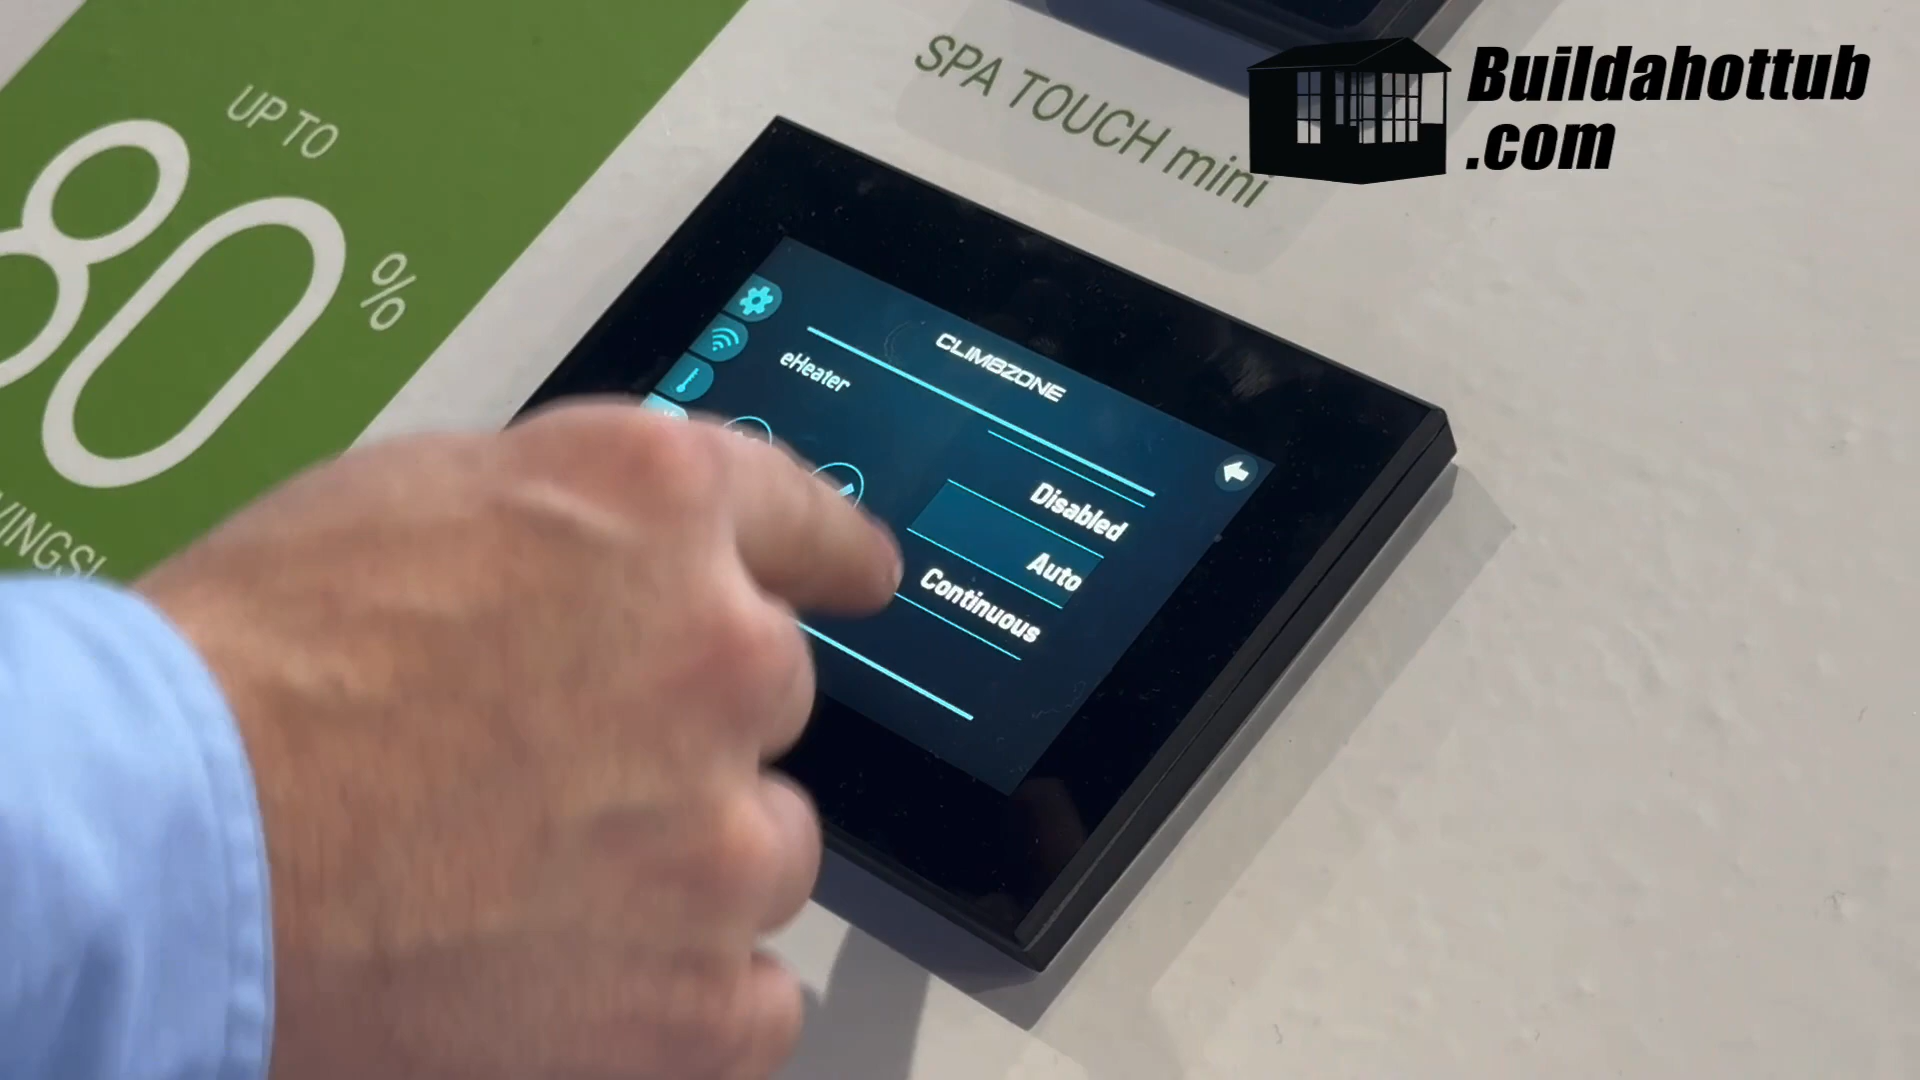 UP TO
80
%
SPA TOUCH mini
Buildahottub
.com
CLIMBZONE
eHeater
Disabled
Auto
Continuous